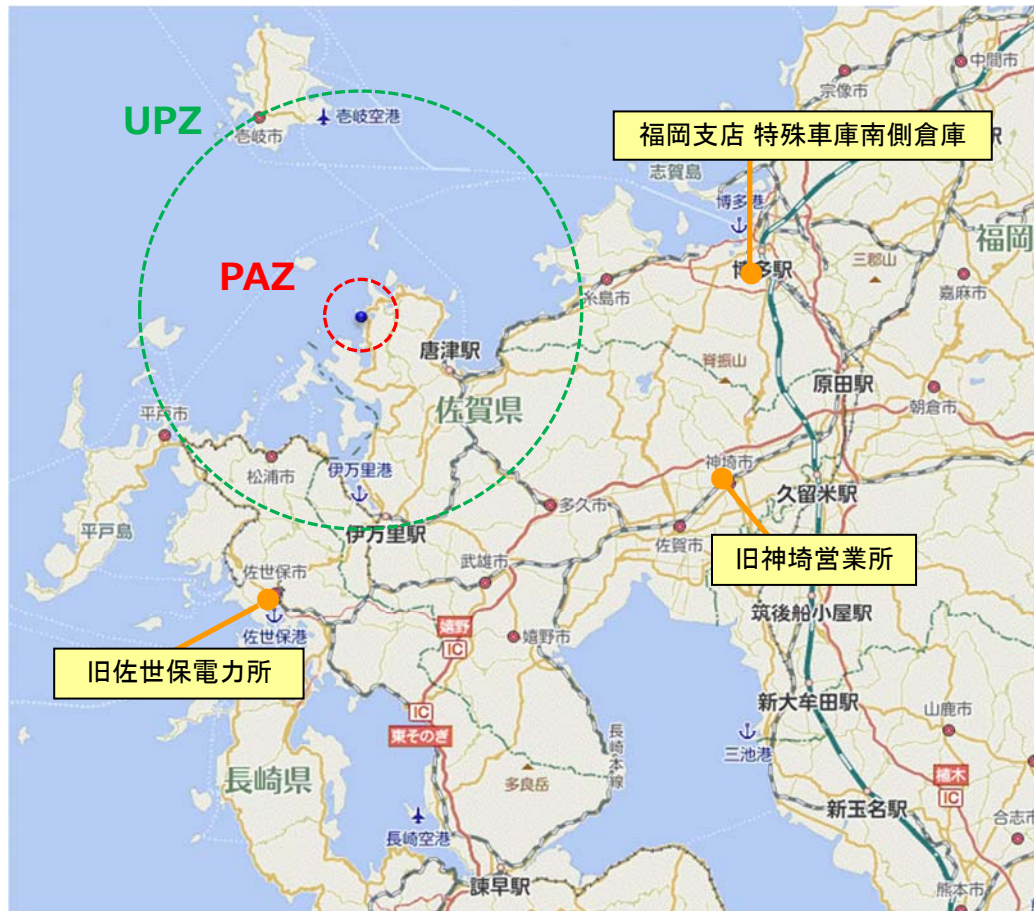 中間市
宗像市
UPZ
壱岐空港
壱岐市
福岡支店 特殊車庫南側倉庫
志賀島
博多港
福岡
博多駅
三郡山
嘉麻市
PAZ
糸島市
唐津駅
脊振山
原田駅
朝倉市
佐賀県
平戸市
松浦市
伊万里港
神埼市
久留米駅
多久市
平戸島
伊万里駅
佐賀市
旧神埼営業所
武雄市
佐世保市
筑後船小屋駅
嬉野
IC
嬉野市
佐世保港
旧佐世保電力所
新大牟田駅
山鹿市
IC
東そのぎ
長崎本線
三池港
長崎県
多良岳
植木
IC
新玉名駅
長崎空港
合志市
諫早駅
熊本市